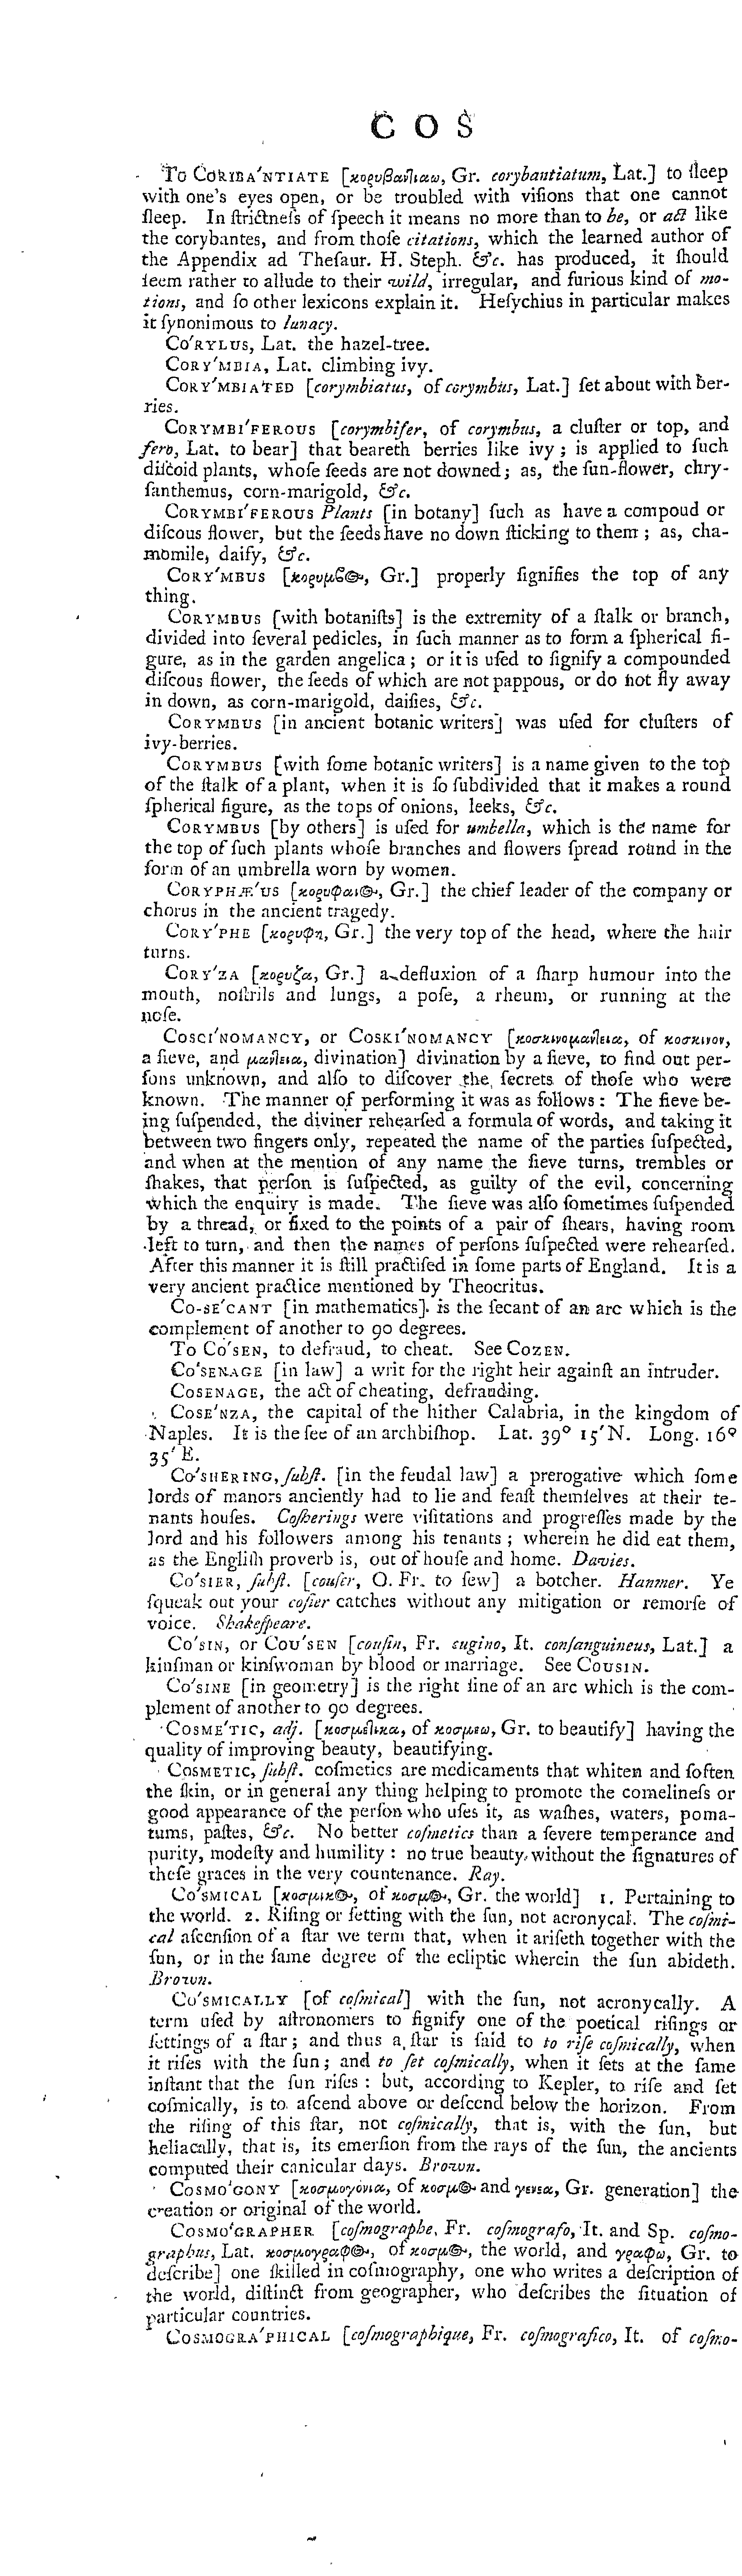 C O S
To CORIBA'NTIATE [κορυβανλιαω, Gr. corybantiatum, Lat.] to ſleep
with one's eyes open, or be troubled with viſions that one cannot
ſleep. In ſtrictneſs of ſpeech it means no more than to be, or act like
the corybantes, and from thoſe citations, which the learned author of
the Appendix ad Theſaur. H. Steph. &c. has produced, it ſhould
ſeem rather to allude to their wild, irregular, and furious kind of mo-
tions, and ſo other lexicons explain it. Heſychius in particular makes
it ſynonimous to lunacy.
CO'RYLUS, Lat. the hazel-tree.
CORY'MBIA, Lat. climbing ivy.
CORY'MBIATED [corymbiatus, of corymbus, Lat.] ſet about with ber-
ries.
CORYMBI'FEROUS [corymbifer, of corymbus, a cluſter or top, and
fero, Lat. to bear] that beareth berries like ivy; is applied to ſuch
diſcoid plants, whoſe ſeeds are not downed; as, the ſun-flower, chry-
ſanthemus, corn-marigold, &c.
CORYMBI'FEROUS Plants [in botany] ſuch as have a compoud or
diſcous flower, but the ſeeds have no down ſticking to them; as, cha-
momile, daiſy, &c.
CORY'MBUS [κορυμϐ⊙, Gr.] properly ſignifies the top of any
thing.
CORYMBUS [with botaniſts] is the extremity of a ſtalk or branch,
divided into ſeveral pedicles, in ſuch manner as to form a ſpherical fi-
gure, as in the garden angelica; or it is uſed to ſignify a compounded
diſcous flower, the ſeeds of which are not pappous, or do not fly away
in down, as corn-marigold, daiſies, &c.
CORYMBUS [in ancient botanic writers] was uſed for cluſters of
ivy-berries.
CORYMBUS [with ſome botanic writers] is a name given to the top
of the ſtalk of a plant, when it is ſo ſubdivided that it makes a round
ſpherical figure, as the tops of onions, leeks, &c.
CORYMBUS [by others] is uſed for umbella, which is the name for
the top of ſuch plants whoſe branches and flowers ſpread round in the
form of an umbrella worn by women.
CORYPHÆ'US [κορυφαι⊙, Gr.] the chief leader of the company or
chorus in the ancient tragedy.
CORY'PHE [κορυφη, Gr.] the very top of the head, where the hair
turns.
CORY'ZA [κορυζα, Gr.] a defluxion of a ſharp humour into the
mouth, noſtrils and lungs, a poſe, a rheum, or running at the
noſe.
COSCI'NOMANCY, or COSKI'NOMANCY [κοσκινομανλεια, of κοσκινον,
a ſieve, and μανλεια, divination] divination by a ſieve, to find out per-
ſons unknown, and alſo to diſcover the ſecrets of thoſe who were
known. The manner of performing it was as follows: The ſieve be-
ing ſuſpended, the diviner rehearſed a formula of words, and taking it
between two fingers only, repeated the name of the parties ſuſpected,
and when at the mention of any name the ſieve turns, trembles or
ſhakes, that perſon is ſuſpected, as guilty of the evil, concerning
which the enquiry is made. The ſieve was alſo ſometimes ſuſpended
by a thread, or fixed to the points of a pair of ſhears, having room
left to turn, and then the names of perſons ſuſpected were rehearſed.
After this manner it is ſtill practiſed in ſome parts of England. It is a
very ancient practice mentioned by Theocritus.
CO-SE'CANT [in mathematics] is the ſecant of an arc which is the
complement of another to 90 degrees.
To CO'SEN, to defraud, to cheat. See COZEN.
CO'SENAGE [in law] a writ for the right heir againſt an intruder.
COSENAGE, the act of cheating, defrauding.
COSE'NZA, the capital of the hither Calabria, in the kingdom of
Naples. It is the ſee of an archbiſhop. Lat. 39° 15' N. Long. 16°
35' E.
CO'SHERING, ſubſt. [in the feudal law] a prerogative which ſome
lords of manors anciently had to lie and feaſt themſelves at their te-
nants houſes. Coſherings were viſitations and progreſſes made by the
lord and his followers among his tenants; wherein he did eat them,
as the Engliſh proverb is, out of houſe and home. Davies.
CO'SIER, ſubſt. [couſer, O. Fr. to ſew] a botcher. Hanmer. Ye
ſqueak out your coſier catches without any mitigation or remorſe of
voice. Shakeſpeare.
CO'SIN, or COU'SEN [couſin, Fr. cugino, It. conſanguineus, Lat.] a
kinſman or kinſwoman by blood or marriage. See COUSIN.
CO'SINE [in geometry] is the right ſine of an arc which is the com-
plement of another to 90 degrees.
COSME'TIC, adj. [κοσμελικα, of κοσμεω, Gr. to beautify] having the
quality of improving beauty, beautifying.
COSMETIC, ſubſt. coſmetics are medicaments that whiten and ſoften
the ſkin, or in general any thing helping to promote the comelineſs or
good appearance of the perſon who uſes it, as waſhes, waters, poma-
tums, paſtes, &c. No better coſmetics than a ſevere temperance and
purity, modeſty and humility: no true beauty without the ſignatures of
theſe graces in the very countenance. Ray.
CO'SMICAL [κοσμικ⊙, of κοσμ⊙, Gr. the world] 1. Pertaining to
the world. 2. Riſing or ſetting with the ſun, not acronycal. The coſmi-
cal aſcenſion of a ſtar we term that, when it ariſeth together with the
ſun, or in the ſame degree of the ecliptic wherein the ſun abideth.
Brown.
CO'SMICALLY [of coſmical] with the ſun, not acronycally. A
term uſed by aſtronomers to ſignify one of the poetical riſings or
ſettings of a ſtar; and thus a ſtar is ſaid to to riſe coſmically, when
it riſes with the ſun; and to ſet coſmically, when it ſets at the ſame
inſtant that the ſun riſes: but, according to Kepler, to riſe and ſet
coſmically, is to aſcend above or deſcend below the horizon. From
the riſing of this ſtar, not coſmically, that is, with the ſun, but
heliacally, that is, its emerſion from the rays of the ſun, the ancients
computed their canicular days. Brown.
COSMO'GONY [κοσμογονια, of κοσμ⊙ and γενεα, Gr. generation] the
creation or original of the world.
COSMO'GRAPHER [coſmographe, Fr. coſmografo, It. and Sp. coſmo-
graphus, Lat. κοσμογραφ⊙, of κοσμ⊙, the world, and γραφω, Gr. to
deſcribe] one ſkilled in coſmography, one who writes a deſcription of
the world, diſtinct from geographer, who deſcribes the ſituation of
particular countries.
COSMOGRA'PHICAL [coſmographique, Fr. coſmografico, It. of coſmo-